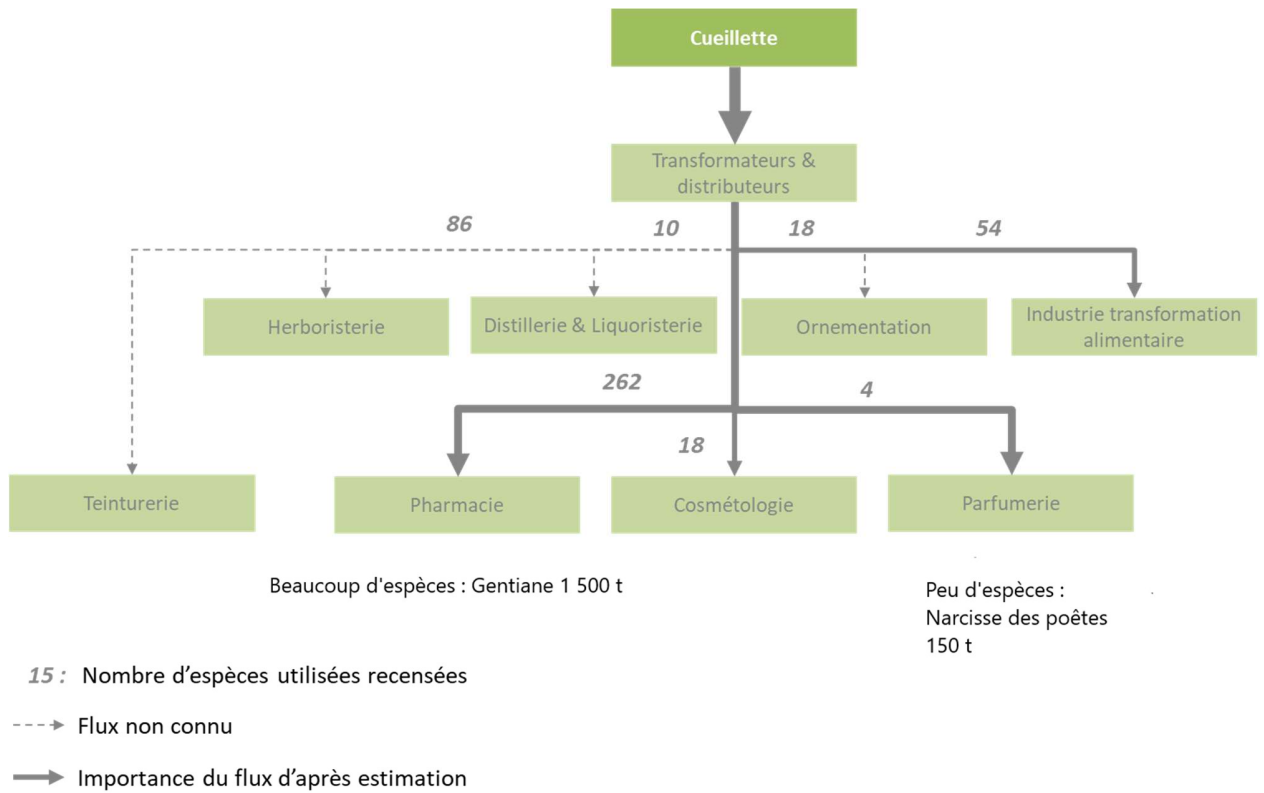 Cueillette
Transformateurs &
distributeurs
86
10
18
54
Herboristerie
Distillerie & Liquoristerie
Ornementation
Industrie transformation
alimentaire
262
4
18
Teinturerie
Pharmacie
Cosmétologie
Parfumerie
Beaucoup d'espèces : Gentiane 1 500 t
Peu d'espèces :
Narcisse des poêtes
150 t
15 : Nombre d’espèces utilisées recensées
Flux non connu
Importance du flux d’après estimation